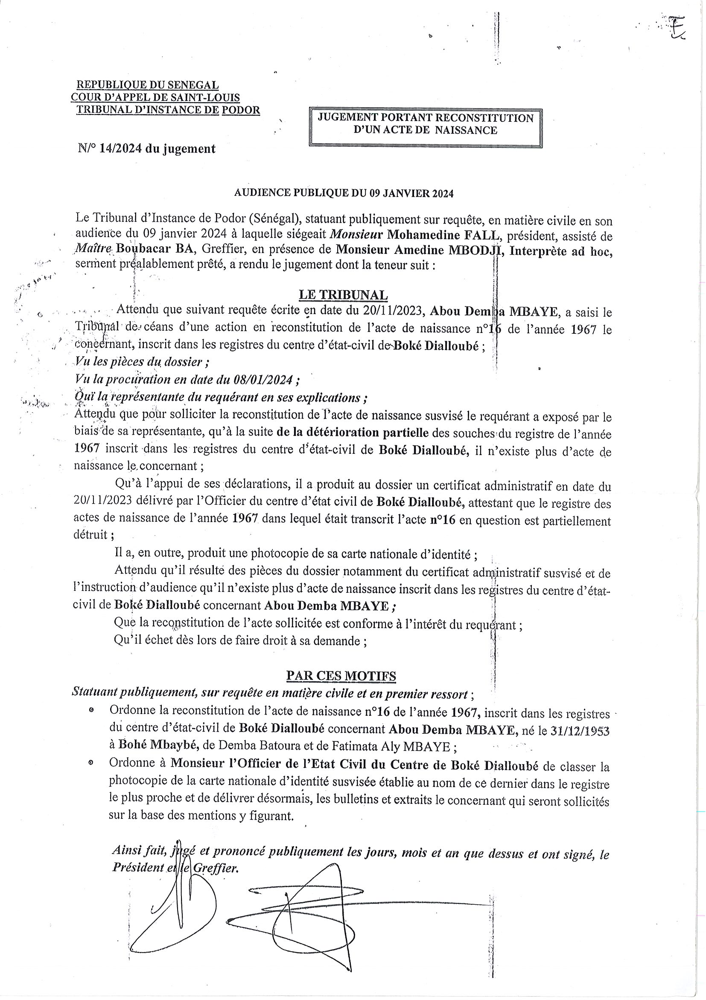 REPUBLIQUE DU SENEGAL
COUR D'APPEL DE SAINT-LOUIS
TRIBUNAL D'INSTANCE DE PODOR
JUGEMENT PORTANT RECONSTITUTION
D'UN ACTE DE NAISSANCE
N/° 14/2024 du jugement
AUDIENCE PUBLIQUE DU 09 JANVIER 2024
Le Tribunal d'Instance de Podor (Sénégal), statuant publiquement sur requête, en matière civile en son
audience du 09 janvier 2024 à laquelle siégeait Monsieur Mohamedine FALL, président, assisté de
Maître Boubacar BA, Greffier, en présence de Monsieur Amedine MBODJI, Interprète ad hoc,
serment préalablement prêté, a rendu le jugement dont la teneur suit :
LE TRIBUNAL
Attendu que suivant requête écrite en date du 20/11/2023, Abou Demba MBAYE, a saisi le
Tribunal de céans d'une action en reconstitution de l'acte de naissance n°16 de l'année 1967 le
concernant, inscrit dans les registres du centre d'état-civil de Boké Dialloubé ;
Vu les pièces du dossier ;
Vu la procuration en date du 08/01/2024 ;
Ouï la représentante du requérant en ses explications ;
Attendu que pour solliciter la reconstitution de l'acte de naissance susvisé le requérant a exposé par le
biais de sa représentante, qu'à la suite de la détérioration partielle des souches du registre de l'année
1967 inscrit dans les registres du centre d'état-civil de Boké Dialloubé, il n'existe plus d'acte de
naissance le concernant ;
Qu'à l'appui de ses déclarations, il a produit au dossier un certificat administratif en date du
20/11/2023 délivré par l'Officier du centre d'état civil de Boké Dialloubé, attestant que le registre des
actes de naissance de l'année 1967 dans lequel était transcrit l'acte n°16 en question est partiellement
détruit ;
Il a, en outre, produit une photocopie de sa carte nationale d'identité ;
Attendu qu'il résulte des pièces du dossier notamment du certificat administratif susvisé et de
l'instruction d'audience qu'il n'existe plus d'acte de naissance inscrit dans les registres du centre d'état-
civil de Boké Dialloubé concernant Abou Demba MBAYE ;
Que la reconstitution de l'acte sollicitée est conforme à l'intérêt du requérant ;
Qu'il échet dès lors de faire droit à sa demande ;
PAR CES MOTIFS
Statuant publiquement, sur requête en matière civile et en premier ressort ;
• Ordonne la reconstitution de l'acte de naissance n°16 de l'année 1967, inscrit dans les registres
du centre d'état-civil de Boké Dialloubé concernant Abou Demba MBAYE, né le 31/12/1953
à Bohé Mbaybé, de Demba Batoura et de Fatimata Aly MBAYE ;
• Ordonne à Monsieur l'Officier de l'Etat Civil du Centre de Boké Dialloubé de classer la
photocopie de la carte nationale d'identité susvisée établie au nom de ce dernier dans le registre
le plus proche et de délivrer désormais, les bulletins et extraits le concernant qui seront sollicités
sur la base des mentions y figurant.
Ainsi fait, jugé et prononcé publiquement les jours, mois et an que dessus et ont signé, le
Président et le Greffier.